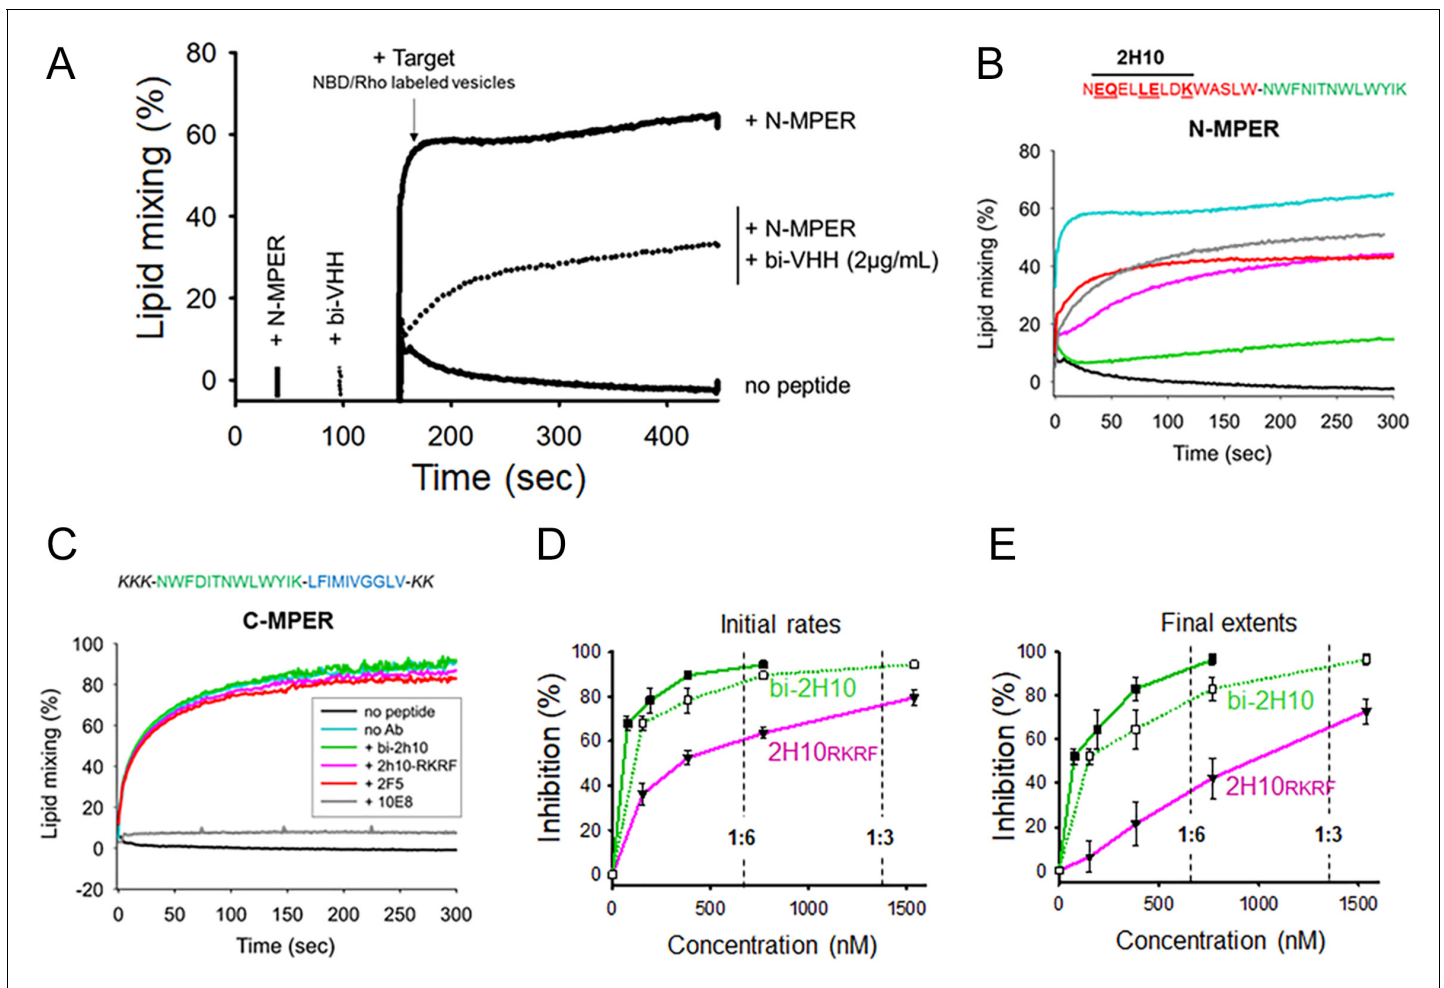 A
80
60
40
20
0
Lipid mixing (%)
+ Target
NBD/Rho labeled vesicles
+ N-MPER
+ bi-VHH
+ N-MPER
+ N-MPER
+ bi-VHH (2µg/mL)
no peptide
0 100 200 300 400
Time (sec)
B
2H10
NEQELLELDKWASLW-NWFNITNWLWYIK
N-MPER
80
60
40
20
0
Lipid mixing (%)
0 50 100 150 200 250 300
Time (sec)
C
KKK-NWFDITNWLWYIK-LFIMIVGGLV-KK
C-MPER
100
80
60
40
20
0
-20
Lipid mixing (%)
no peptide
no Ab
+ bi-2h10
+ 2h10-RKRF
+ 2F5
+ 10E8
0 50 100 150 200 250 300
Time (sec)
D
Initial rates
100
80
60
40
20
0
Inhibition (%)
bi-2H10
2H10RKRF
1:6
1:3
0 500 1000 1500
Concentration (nM)
E
Final extents
100
80
60
40
20
0
Inhibition (%)
bi-2H10
2H10RKRF
1:6
1:3
0 500 1000 1500
Concentration (nM)